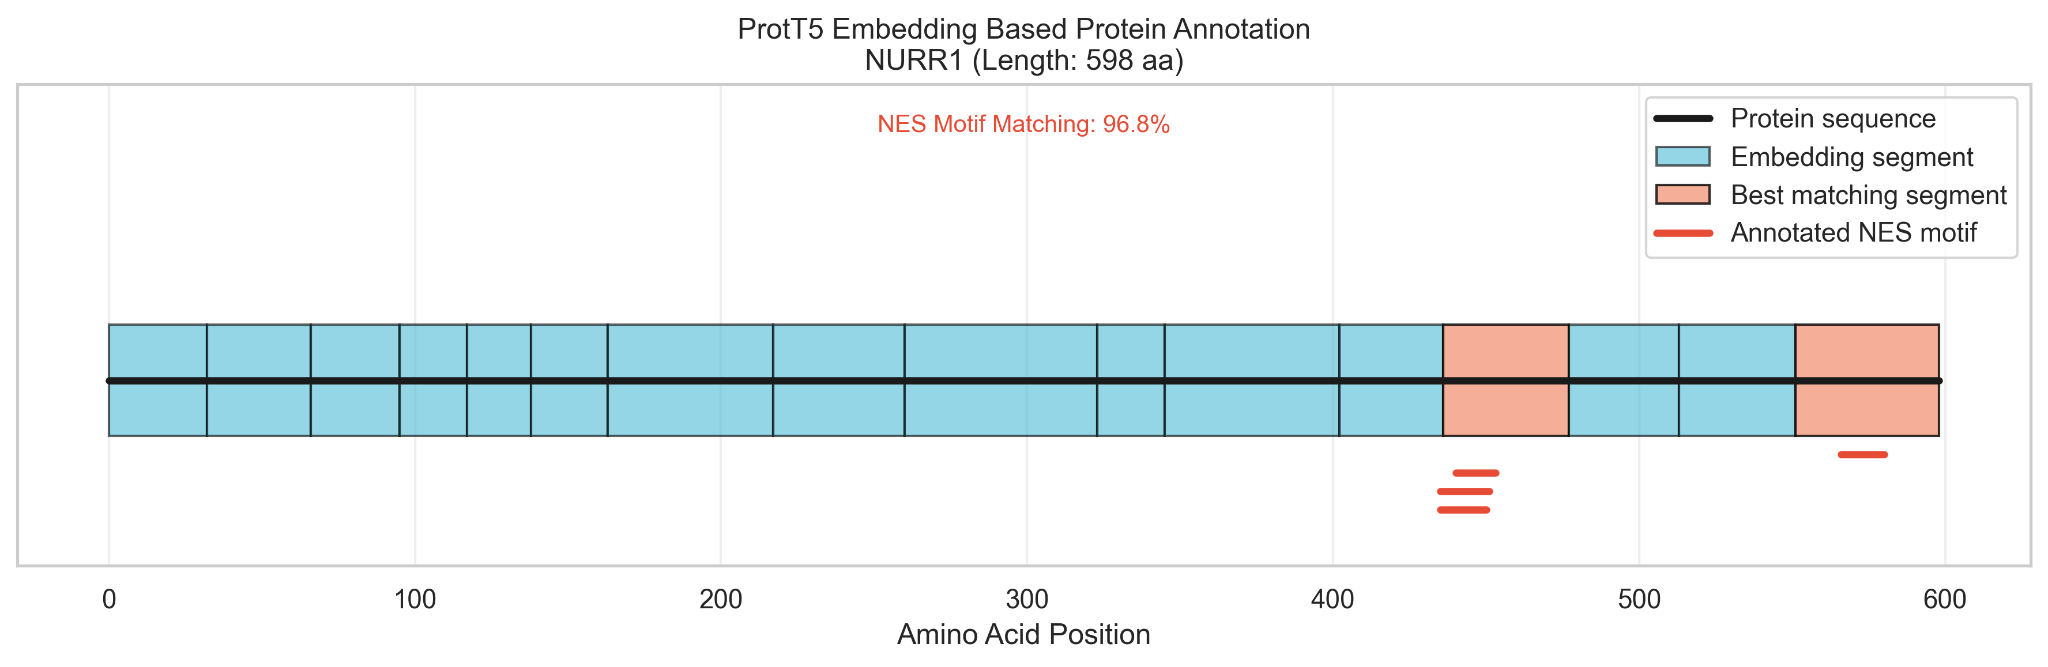 ProtT5 Embedding Based Protein Annotation
NURR1 (Length: 598 aa)
NES Motif Matching: 96.8%
Protein sequence
Embedding segment
Best matching segment
Annotated NES motif
0 100 200 300 400 500 600
Amino Acid Position